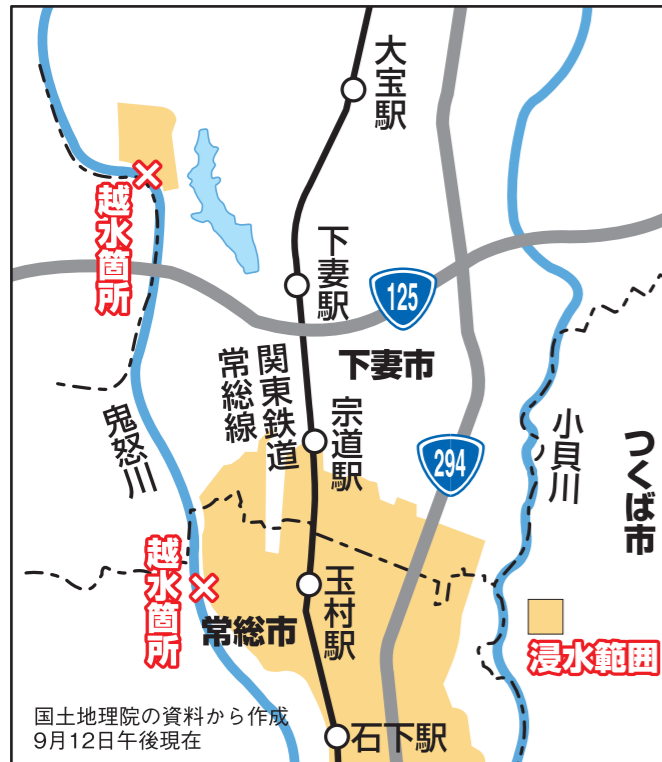 大宝駅
越水箇所
下妻駅
125
下妻市
関東鉄道
常総線
宗道駅
鬼怒川
294
小貝川
つくば市
越水箇所
玉村駅
常総市
浸水範囲
石下駅
国土地理院の資料から作成
9月12日午後現在